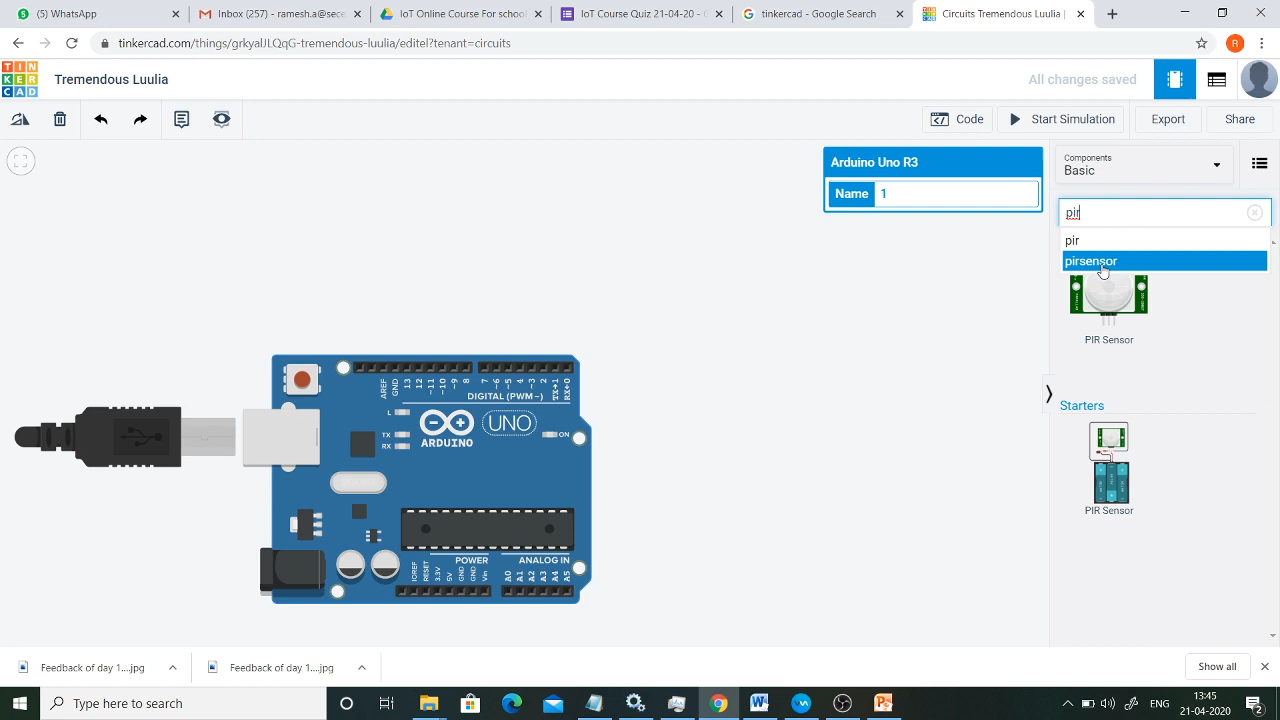 (5) WhatsApp
Inbox (257) - ramana@sece
IoT Online Course For school
IoT Course Quiz 21-04-20 - G
tinkercad - Google Search
Circuits Tremendous Luulia |
tinkercad.com/things/grkyalJLQqG-tremendous-luulia/editel?tenant=circuits
R
TIN
KER
CAD
Tremendous Luulia
All changes saved
Code
Start Simulation
Export
Share
Arduino Uno R3
Name 1
Components
Basic
pir
pir
pirsensor
PIR Sensor
Starters
PIR Sensor
AREF
GND
13
12
~11
~10
~9
8
7
~6
~5
4
~3
2
TX→1
RX←0
DIGITAL (PWM~)
L
TX
RX
ARDUINO
UNO
ON
POWER
ANALOG IN
IOREF
RESET
3.3V
5V
GND
GND
Vin
A0
A1
A2
A3
A4
A5
Feedback of day 1....jpg
Feedback of day 1....jpg
Show all
Type here to search
ENG
13:45
21-04-2020
2